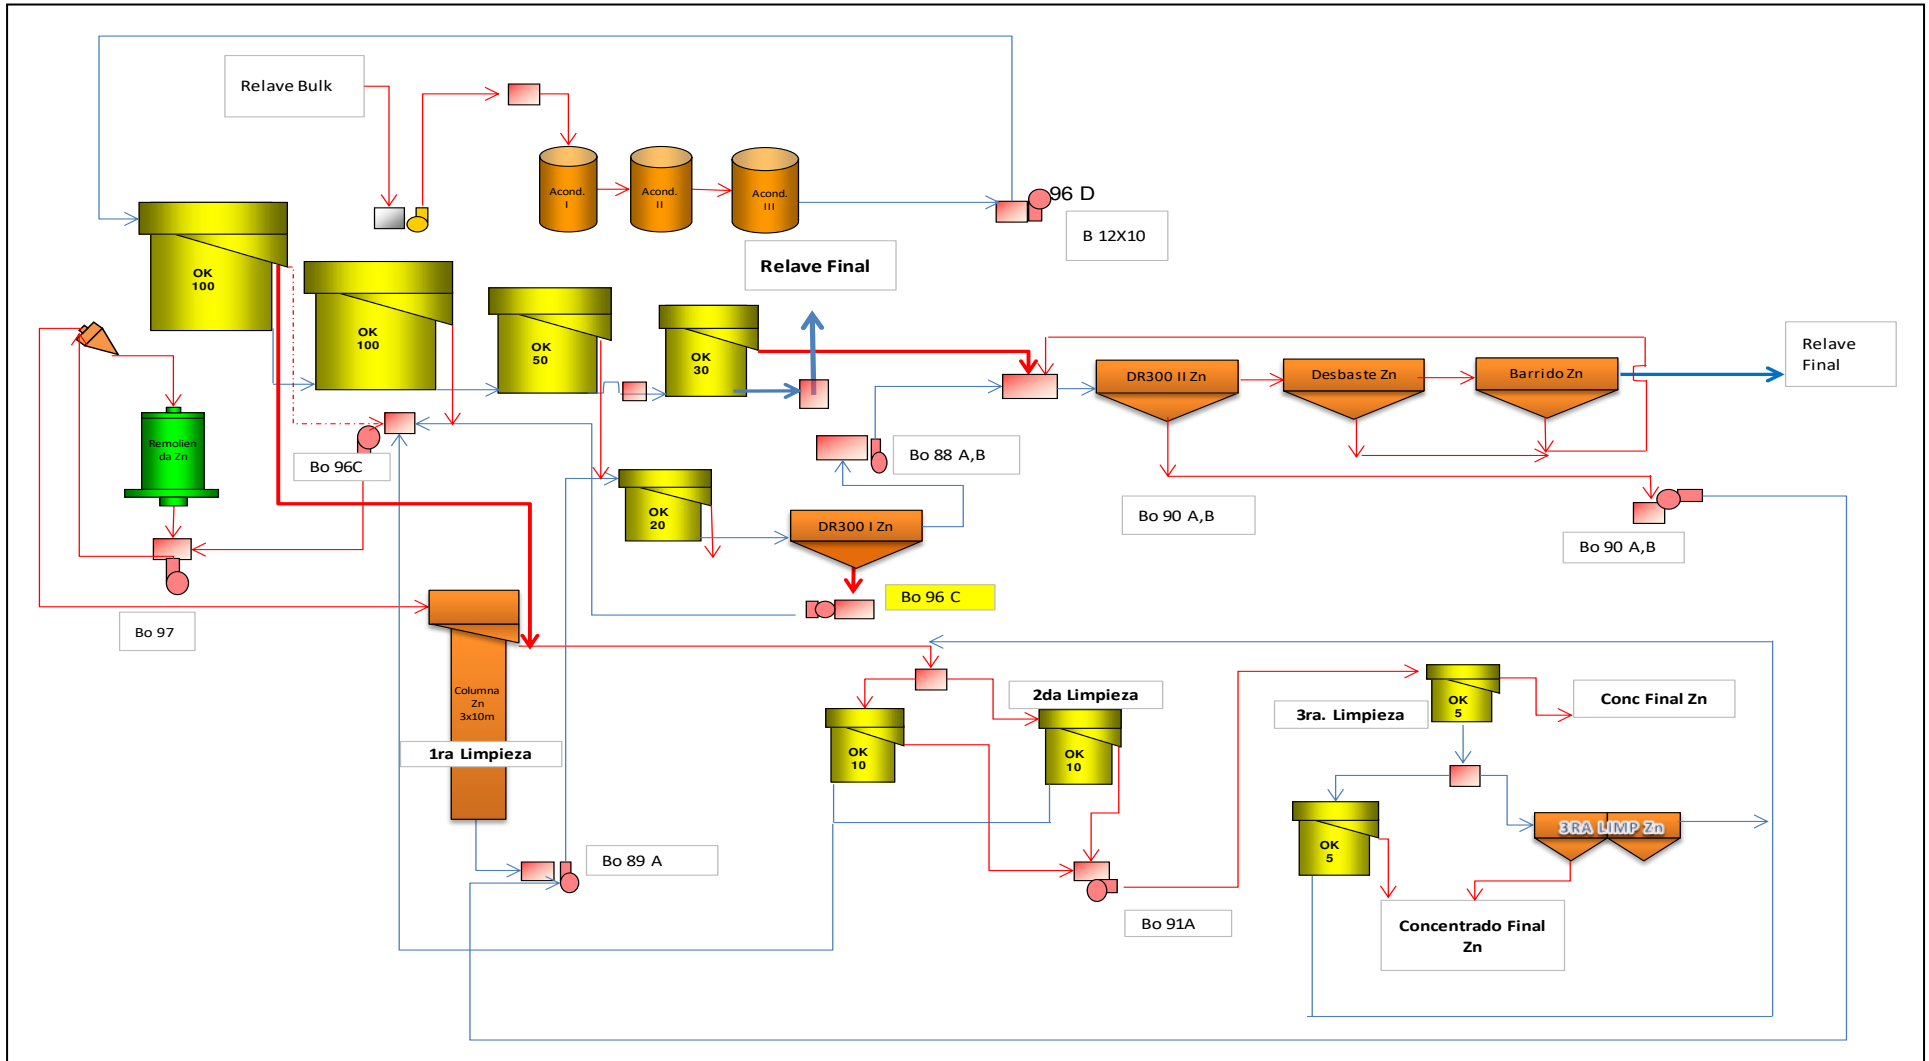 Relave Bulk
Acond.
I
Acond.
II
Acond.
III
96 D
B 12X10
Relave Final
OK
100
OK
100
OK
50
OK
30
DR300 II Zn
Desbaste Zn
Barrido Zn
Relave
Final
Remolien
da Zn
Bo 96C
Bo 88 A,B
OK
20
DR300 I Zn
Bo 90 A,B
Bo 90 A,B
Bo 96 C
Bo 97
Columna
Zn
3x10m
1ra Limpieza
2da Limpieza
OK
10
OK
10
3ra. Limpieza
OK
5
Conc Final Zn
OK
5
3RA LIMP Zn
Bo 89 A
Bo 91A
Concentrado Final
Zn